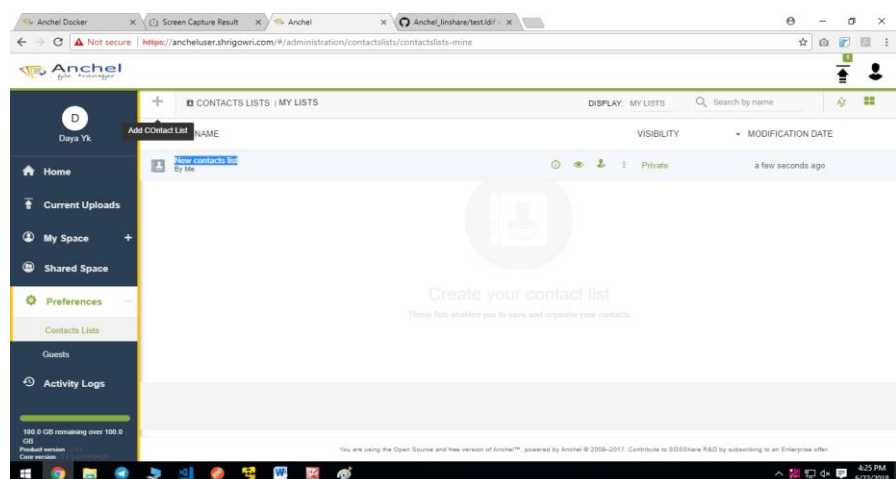 Anchel Docker
Screen Capture Result
Anchel
Anchel_linshare/test.ldif
Not secure
https://ancheluser.shrigowri.com/#/administration/contactslists/contactslists-mine
Anchel
file transfer
D
Daya Yk
CONTACTS LISTS
MY LISTS
DISPLAY: MY LISTS
Search by name
Add COntact List
NAME
VISIBILITY
MODIFICATION DATE
New contacts list
By Me
Private
a few seconds ago
Home
Current Uploads
My Space
Shared Space
Preferences
Contacts Lists
Guests
Activity Logs
Create your contact list
These lists enables you to save and organise your contacts
100.0 GB remaining over 100.0
GB
Product version
Core version
You are using the Open Source and free version of Anchel™, powered by Anchel © 2009–2017. Contribute to SOSShare R&D by subscribing to an Enterprise offer.
4:25 PM
6/22/2018